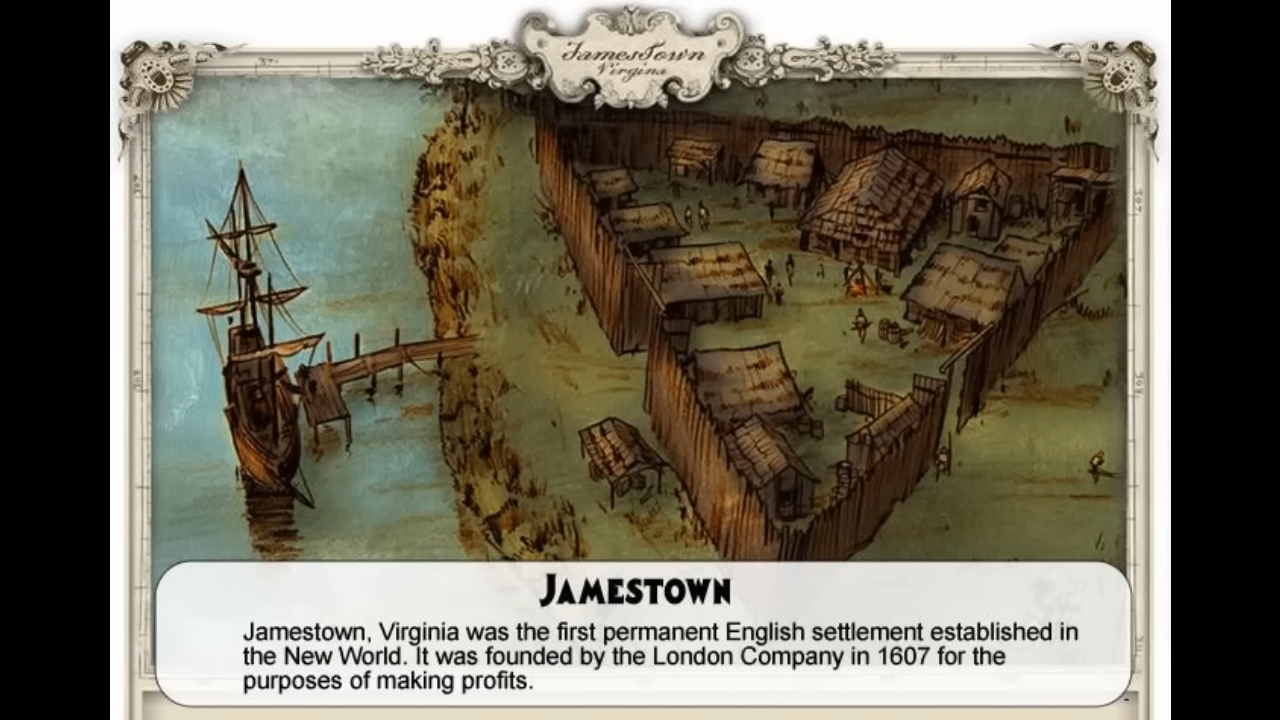 JamesTown
Virgina
JAMESTOWN
Jamestown, Virginia was the first permanent English settlement established in
the New World. It was founded by the London Company in 1607 for the
purposes of making profits.